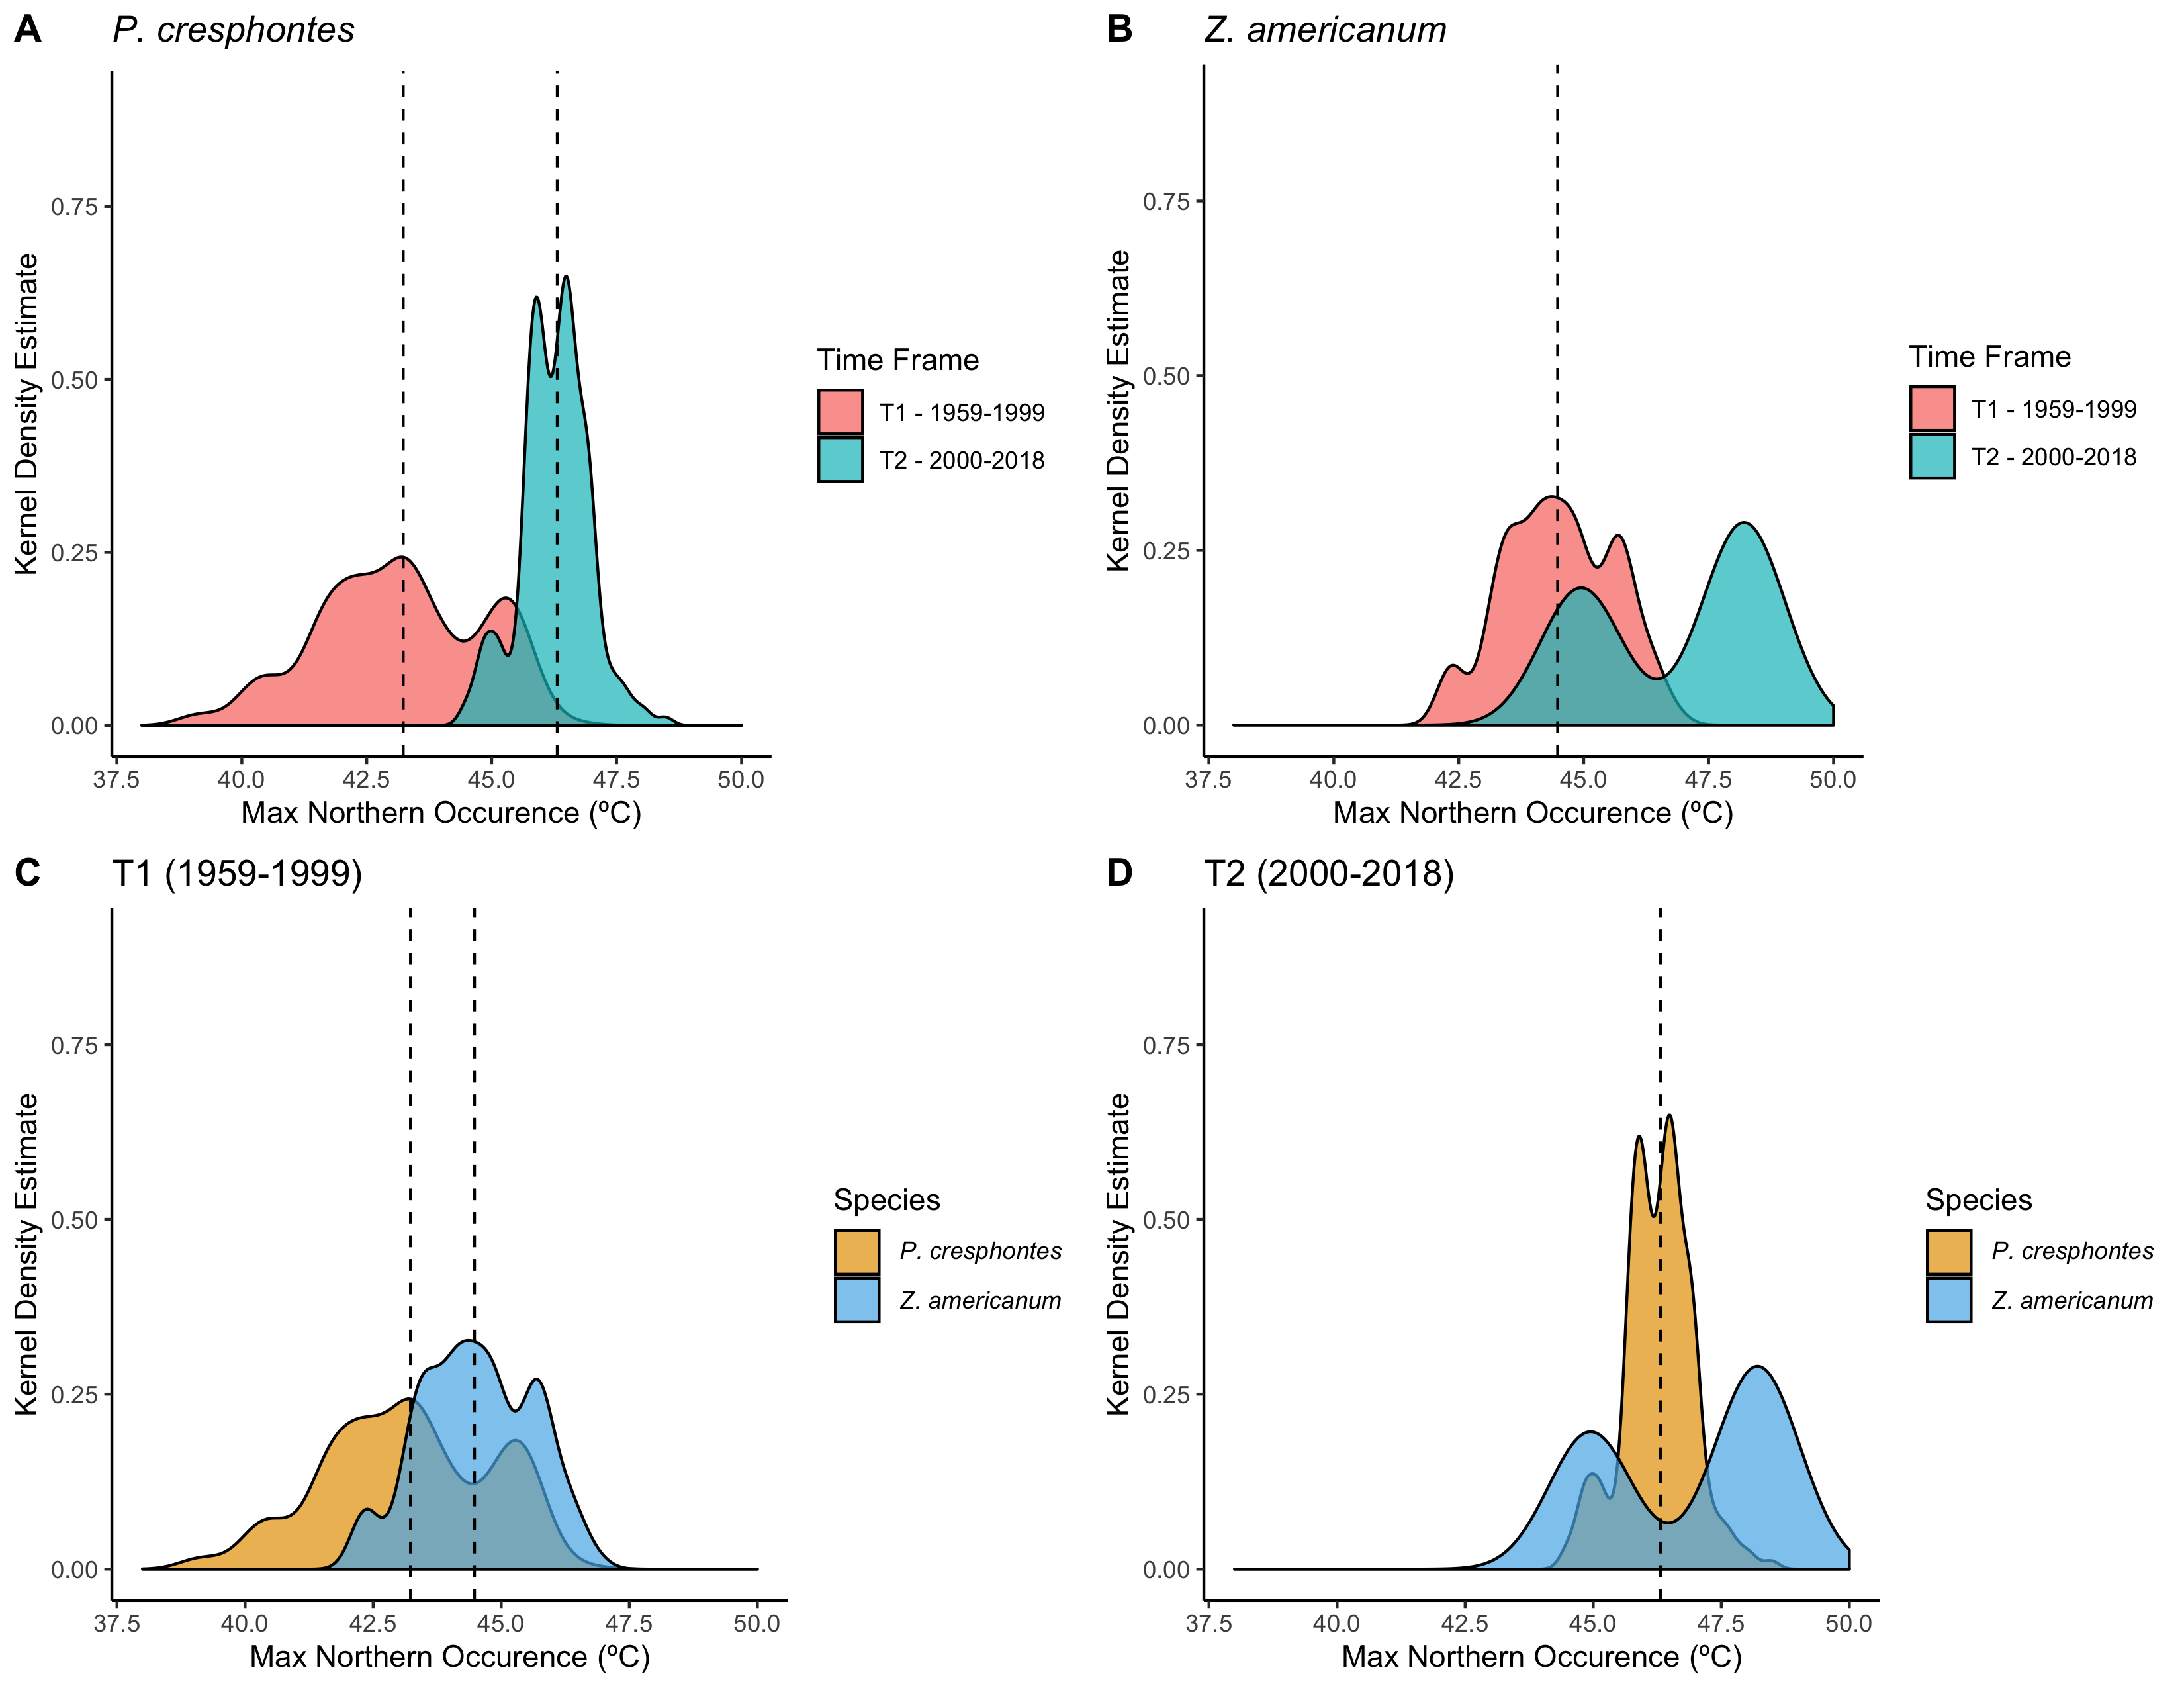 A P. cresphontes
Kernel Density Estimate
0.75
0.50
0.25
0.00
37.5 40.0 42.5 45.0 47.5 50.0
Max Northern Occurence (ºC)
Time Frame
T1 - 1959-1999
T2 - 2000-2018
B Z. americanum
Kernel Density Estimate
0.75
0.50
0.25
0.00
37.5 40.0 42.5 45.0 47.5 50.0
Max Northern Occurence (ºC)
Time Frame
T1 - 1959-1999
T2 - 2000-2018
C T1 (1959-1999)
Kernel Density Estimate
0.75
0.50
0.25
0.00
37.5 40.0 42.5 45.0 47.5 50.0
Max Northern Occurence (ºC)
Species
P. cresphontes
Z. americanum
D T2 (2000-2018)
Kernel Density Estimate
0.75
0.50
0.25
0.00
37.5 40.0 42.5 45.0 47.5 50.0
Max Northern Occurence (ºC)
Species
P. cresphontes
Z. americanum